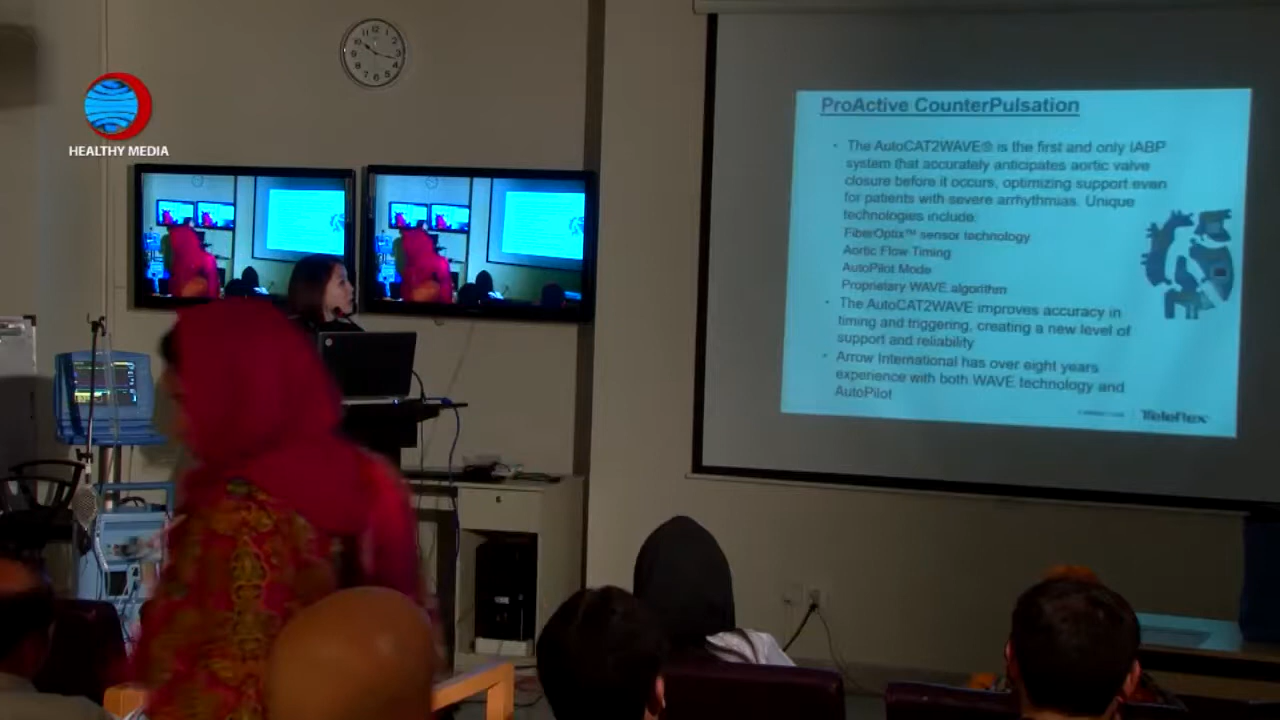 HEALTHY MEDIA
ProActive CounterPulsation
• The AutoCAT2WAVE® is the first and only IABP
system that accurately anticipates aortic valve
closure before it occurs, optimizing support even
for patients with severe arrhythmias. Unique
technologies include:
FiberOptix™ sensor technology
Aortic Flow Timing
AutoPilot Mode
Proprietary WAVE algorithm
• The AutoCAT2WAVE improves accuracy in
timing and triggering, creating a new level of
support and reliability
• Arrow International has over eight years
experience with both WAVE technology and
AutoPilot
Teleflex